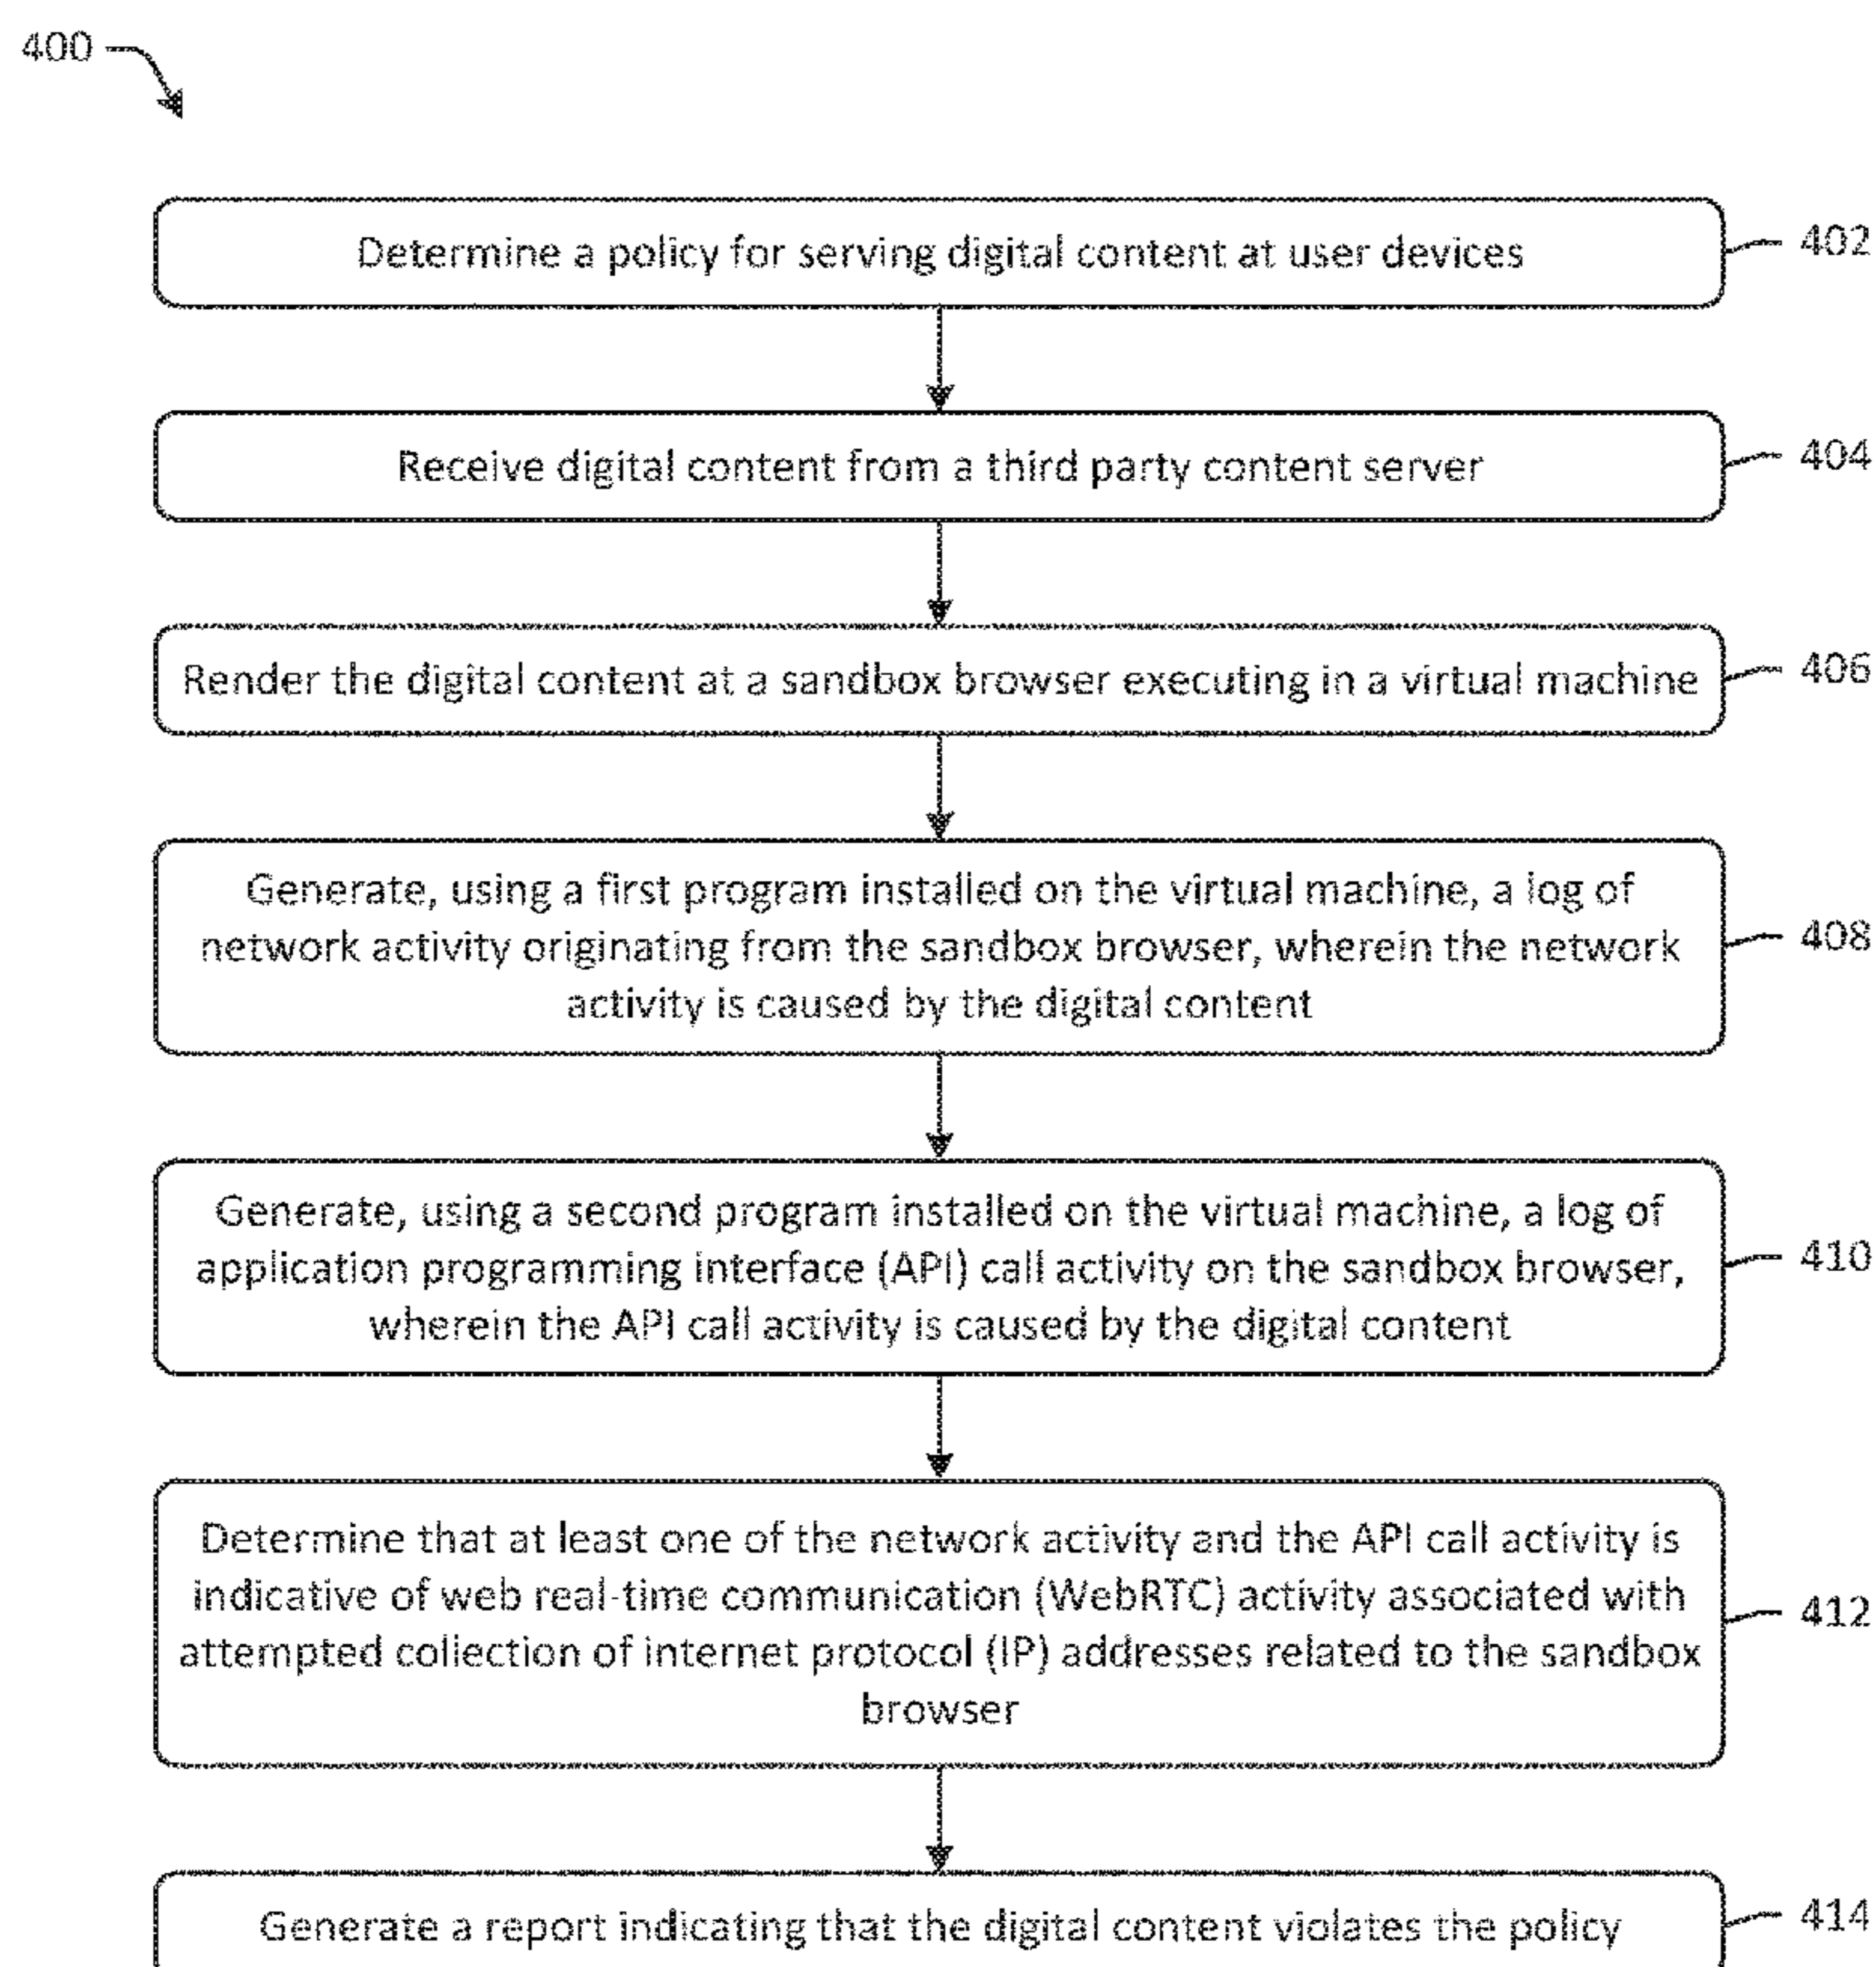 400
Determine a policy for serving digital content at user devices
402
Receive digital content from a third party content server
404
Render the digital content at a sandbox browser executing in a virtual machine
406
Generate, using a first program installed on the virtual machine, a log of
network activity originating from the sandbox browser, wherein the network
activity is caused by the digital content
408
Generate, using a second program installed on the virtual machine, a log of
application programming interface (API) call activity on the sandbox browser,
wherein the API call activity is caused by the digital content
410
Determine that at least one of the network activity and the API call activity is
indicative of web real-time communication (WebRTC) activity associated with
attempted collection of internet protocol (IP) addresses related to the sandbox
browser
412
Generate a report indicating that the digital content violates the policy
414